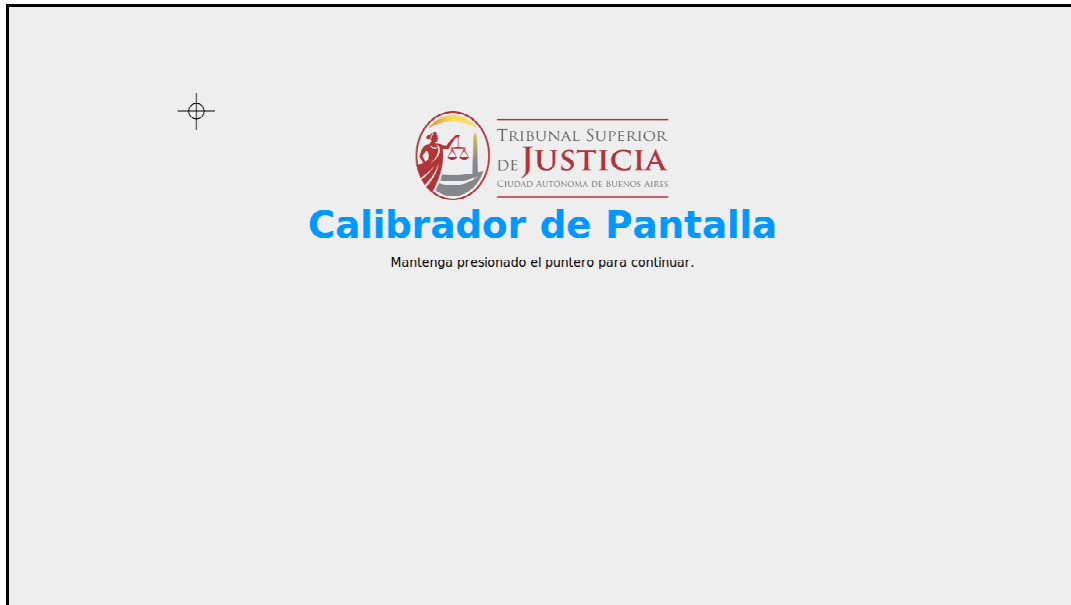 TRIBUNAL SUPERIOR
DE JUSTICIA
CIUDAD AUTÓNOMA DE BUENOS AIRES
Calibrador de Pantalla
Mantenga presionado el puntero para continuar.